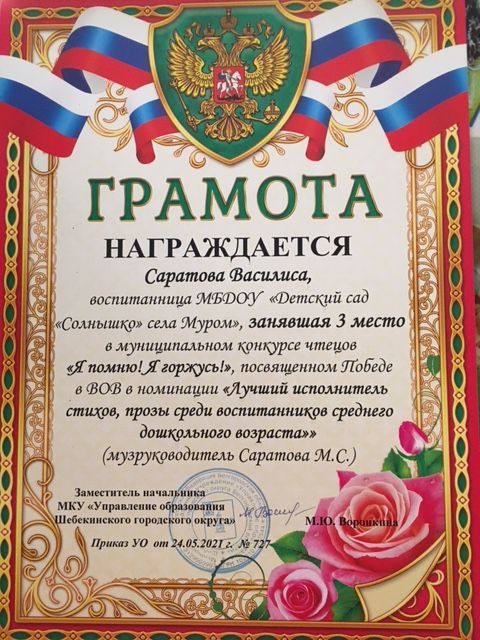 ГРАМОТА
НАГРАЖДАЕТСЯ
Саратова Василиса,
воспитанница МБДОУ «Детский сад
«Солнышко» села Муром», занявшая 3 место
в муниципальном конкурсе чтецов
«Я помню! Я горжусь!», посвященном Победе
в ВОВ в номинации «Лучший исполнитель
стихов, прозы среди воспитанников среднего
дошкольного возраста»»
(музруководитель Саратова М.С.)
Заместитель начальника
МКУ «Управление образования
Шебекинского городского округа»
М.Ю. Воронкина
Приказ УО от 24.05.2021 г. № 727